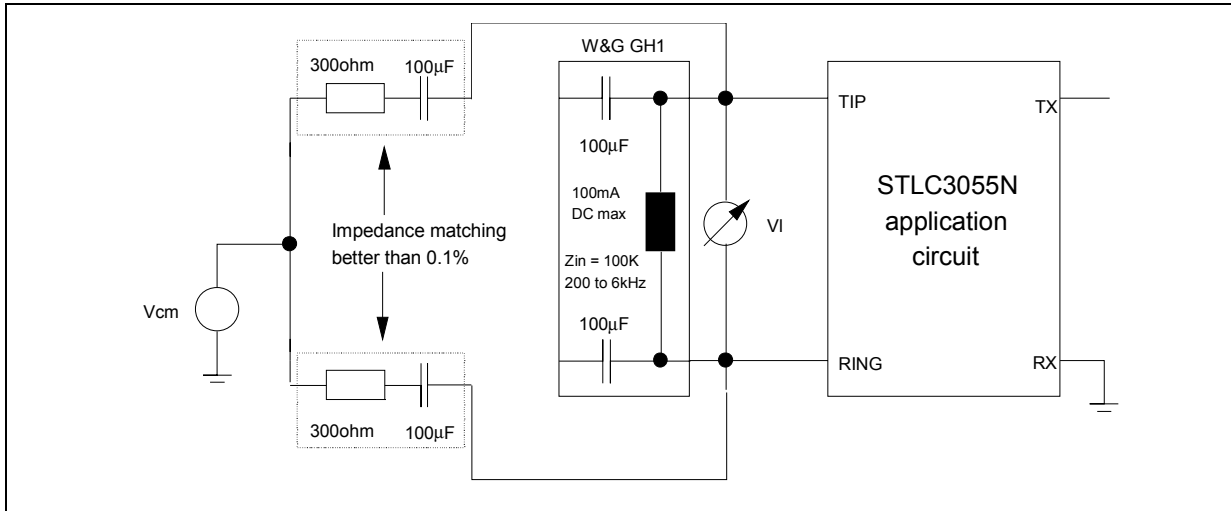 W&G GH1
300ohm 100μF
TIP
TX
100μF
100mA
DC max
STLC3055N
application
circuit
VI
Impedance matching
better than 0.1%
Zin = 100K
200 to 6kHz
Vcm
100μF
RING
RX
300ohm 100μF